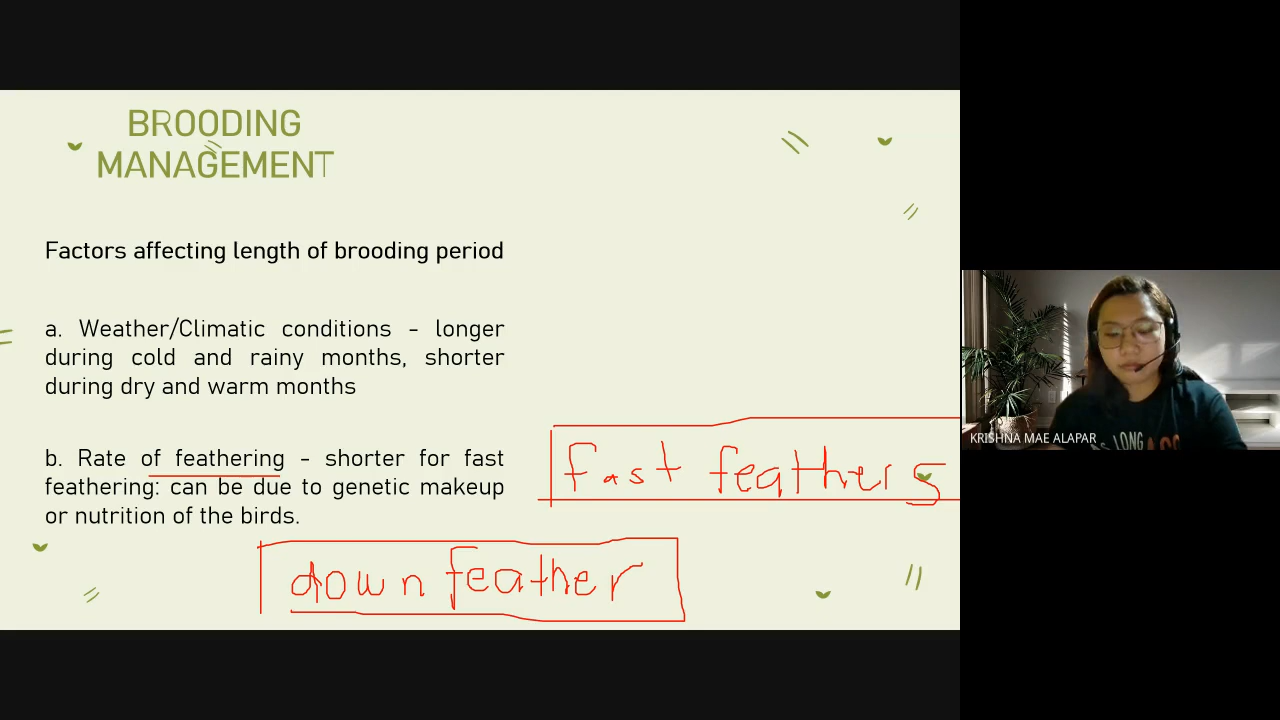 BROODING
MANAGEMENT
Factors affecting length of brooding period
a. Weather/Climatic conditions - longer
during cold and rainy months, shorter
during dry and warm months
b. Rate of feathering - shorter for fast
feathering: can be due to genetic makeup
or nutrition of the birds.
fast feathers
down feather
KRISHNA MAE ALAPAR